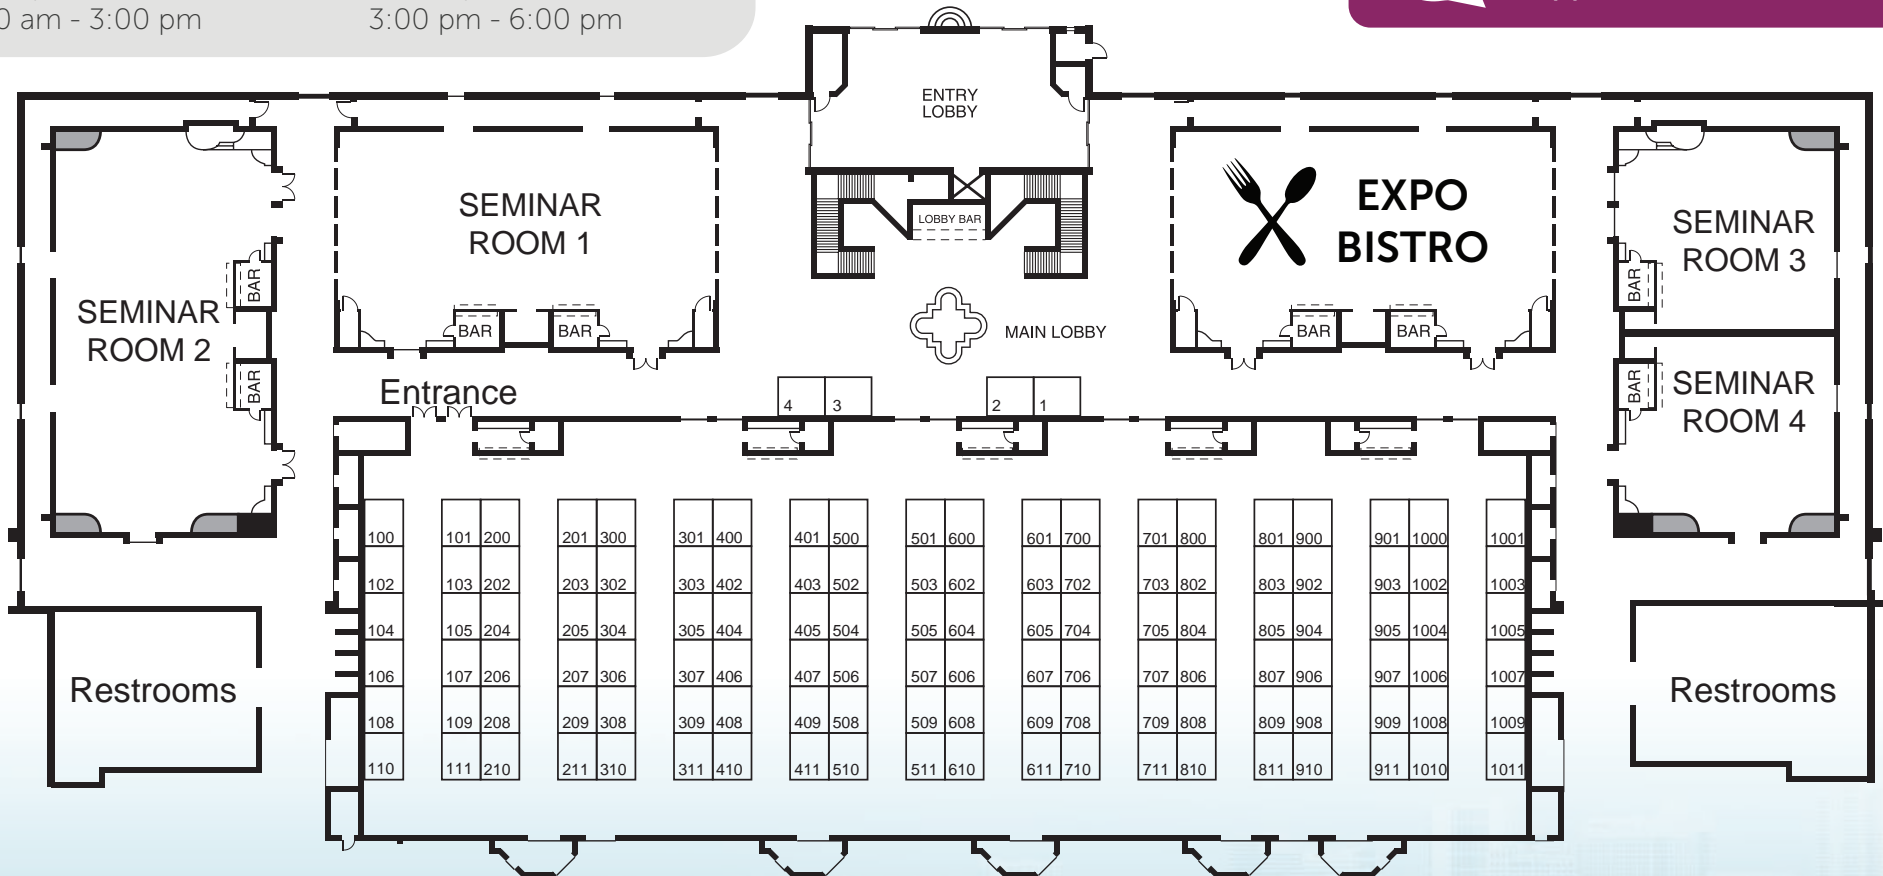 0 am - 3:00 pm
3:00 pm - 6:00 pm
ENTRY
LOBBY
LOBBY BAR
SEMINAR
ROOM 1
EXPO
BISTRO
SEMINAR
ROOM 3
BAR
BAR
SEMINAR
ROOM 2
BAR
BAR
BAR
BAR
MAIN LOBBY
BAR
BAR
SEMINAR
ROOM 4
Entrance
4 3 2 1
100 101 200 201 300 301 400 401 500 501 600 601 700 701 800 801 900 901 1000 1001
102 103 202 203 302 303 402 403 502 503 602 603 702 703 802 803 902 903 1002 1003
104 105 204 205 304 305 404 405 504 505 604 605 704 705 804 805 904 905 1004 1005
106 107 206 207 306 307 406 407 506 507 606 607 706 707 806 807 906 907 1006 1007
108 109 208 209 308 309 408 409 508 509 608 609 708 709 808 809 908 909 1008 1009
110 111 210 211 310 311 410 411 510 511 610 611 710 711 810 811 910 911 1010 1011
Restrooms
Restrooms